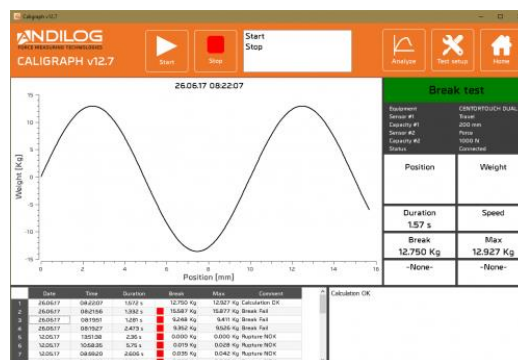 Caligraph v12.7
ANDILOG
FORCE MEASURING TECHNOLOGIES
CALIGRAPH v12.7
Start
Stop
Start
Stop
Analyze
Test setup
Home
26.06.17 08:22:07
Weight [Kg]
15
10
5
0
-5
-10
-15
0
2
4
6
8
10
12
14
16
Position [mm]
Break test
Equipment CENTORTOUCH DUAL
Sensor #1 Travel
Capacity #1 200 mm
Sensor #2 Force
Capacity #2 1000 N
Status Connected
Position Weight
Duration Speed
1.57 s
Break Max
12.750 Kg 12.927 Kg
-None- -None-
Date Time Duration Break Max Comment
1 26.06.17 08:22:07 1.572 s 12.750 Kg 12.927 Kg Calculation OK
2 26.06.17 08:21:56 1.332 s 15.587 Kg 15.877 Kg Break Fail
3 26.06.17 08:19:51 1.281 s 9.248 Kg 9.411 Kg Break Fail
4 26.06.17 08:19:27 2.473 s 9.352 Kg 9.526 Kg Break Fail
5 12.05.17 13:51:38 2.36 s 0.000 Kg 0.000 Kg Rupture NOK
6 12.05.17 10:58:35 5.75 s 0.019 Kg 0.028 Kg Rupture NOK
7 12.05.17 08:59:20 2.606 s 0.035 Kg 0.042 Kg Rupture NOK
Calculation OK